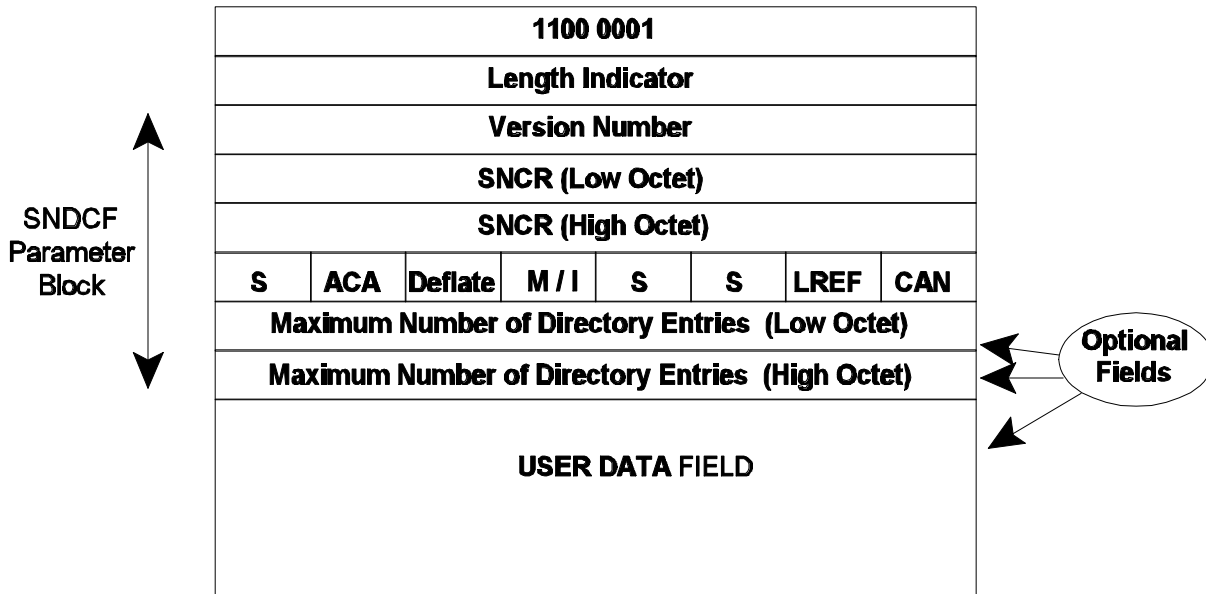 1100 0001
Length Indicator
Version Number
SNCR (Low Octet)
SNCR (High Octet)
SNDCF
Parameter
Block
S ACA Deflate M / I S S LREF CAN
Maximum Number of Directory Entries (Low Octet)
Maximum Number of Directory Entries (High Octet)
Optional
Fields
USER DATA FIELD